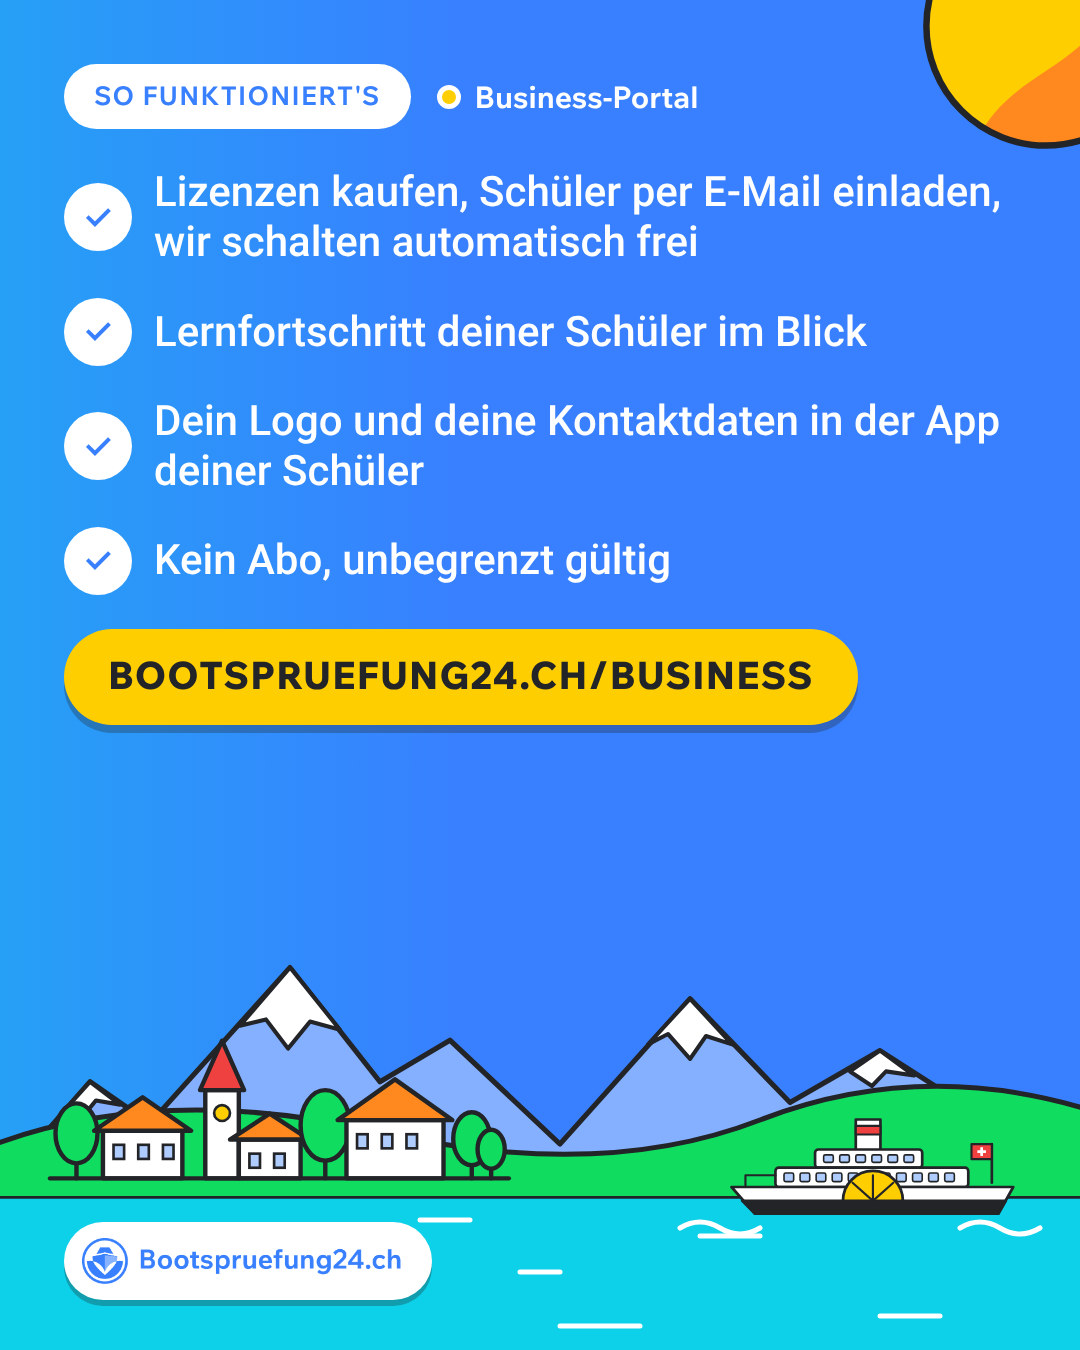 SO FUNKTIONIERT'S
Business-Portal
Lizenzen kaufen, Schüler per E-Mail einladen,
wir schalten automatisch frei
Lernfortschritt deiner Schüler im Blick
Dein Logo und deine Kontaktdaten in der App
deiner Schüler
Kein Abo, unbegrenzt gültig
BOOTSPRUEFUNG24.CH/BUSINESS
Bootspruefung24.ch